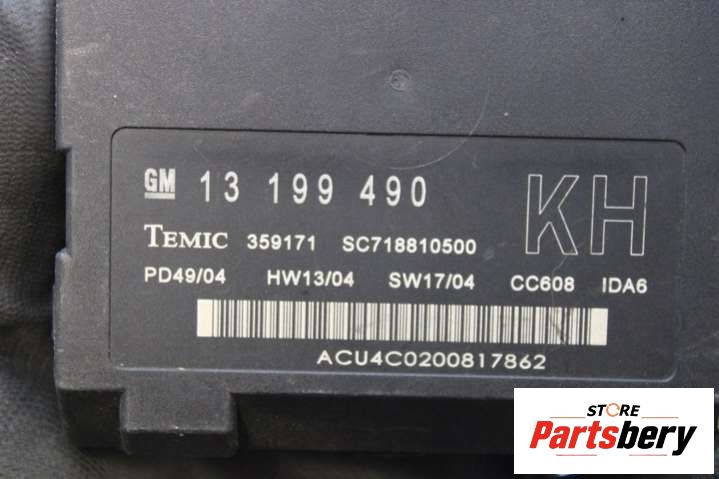 GM 13 199 490 KH
TEMIC 359171 SC718810500
PD49/04 HW13/04 SW17/04 CC608 IDA6
ACU4C0200817862
STORE
Partsbery